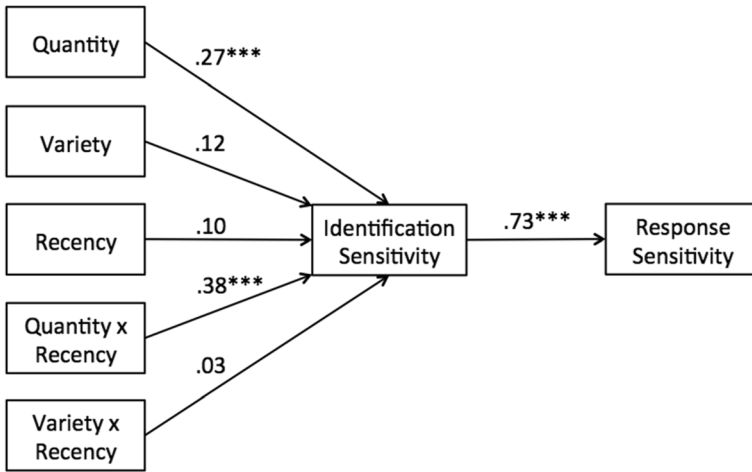 Quantity
.27***
Variety
.12
Recency
.10
Identification
Sensitivity
.73***
Response
Sensitivity
Quantity x
Recency
.38***
Variety x
Recency
.03